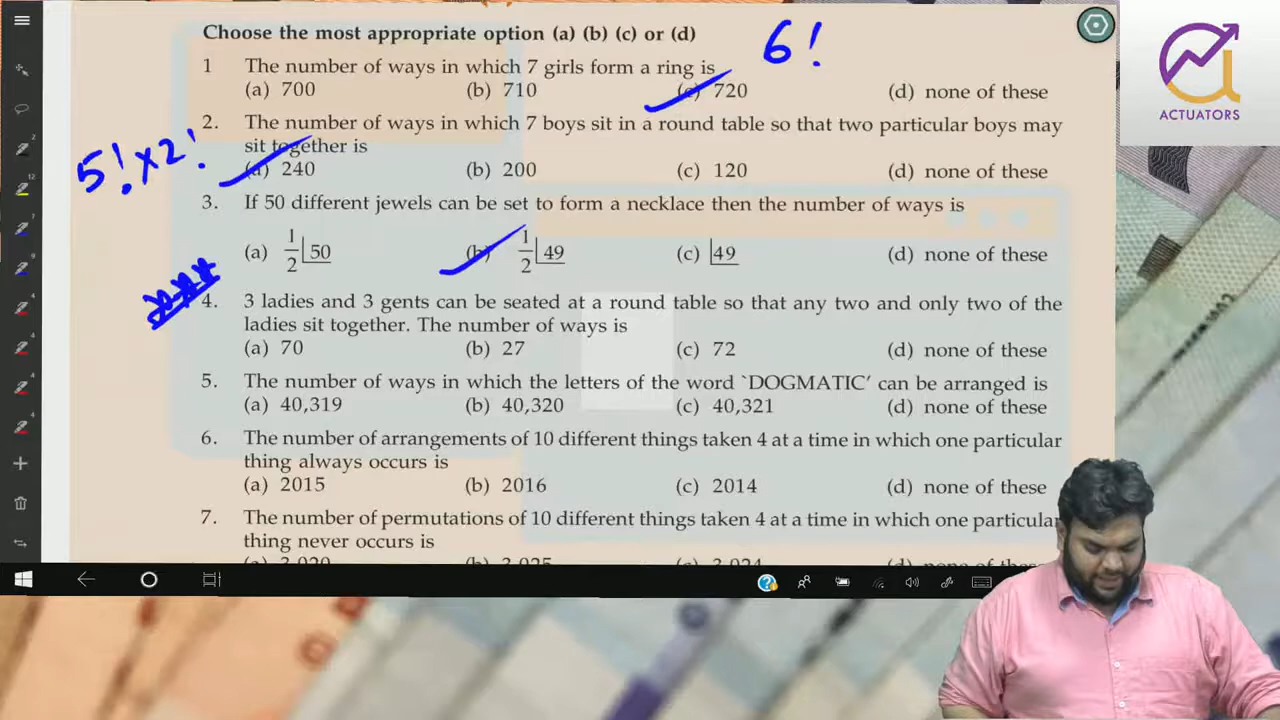 Choose the most appropriate option (a) (b) (c) or (d)
6!
1 The number of ways in which 7 girls form a ring is
(a) 700 (b) 710 (c) 720 (d) none of these
2. The number of ways in which 7 boys sit in a round table so that two particular boys may
sit together is
5! x 2!
(a) 240 (b) 200 (c) 120 (d) none of these
3. If 50 different jewels can be set to form a necklace then the number of ways is
(a) 1/2 |50 (b) 1/2 |49 (c) |49 (d) none of these
4. 3 ladies and 3 gents can be seated at a round table so that any two and only two of the
ladies sit together. The number of ways is
(a) 70 (b) 27 (c) 72 (d) none of these
5. The number of ways in which the letters of the word `DOGMATIC' can be arranged is
(a) 40,319 (b) 40,320 (c) 40,321 (d) none of these
6. The number of arrangements of 10 different things taken 4 at a time in which one particular
thing always occurs is
(a) 2015 (b) 2016 (c) 2014 (d) none of these
7. The number of permutations of 10 different things taken 4 at a time in which one particular
thing never occurs is
ACTUATORS